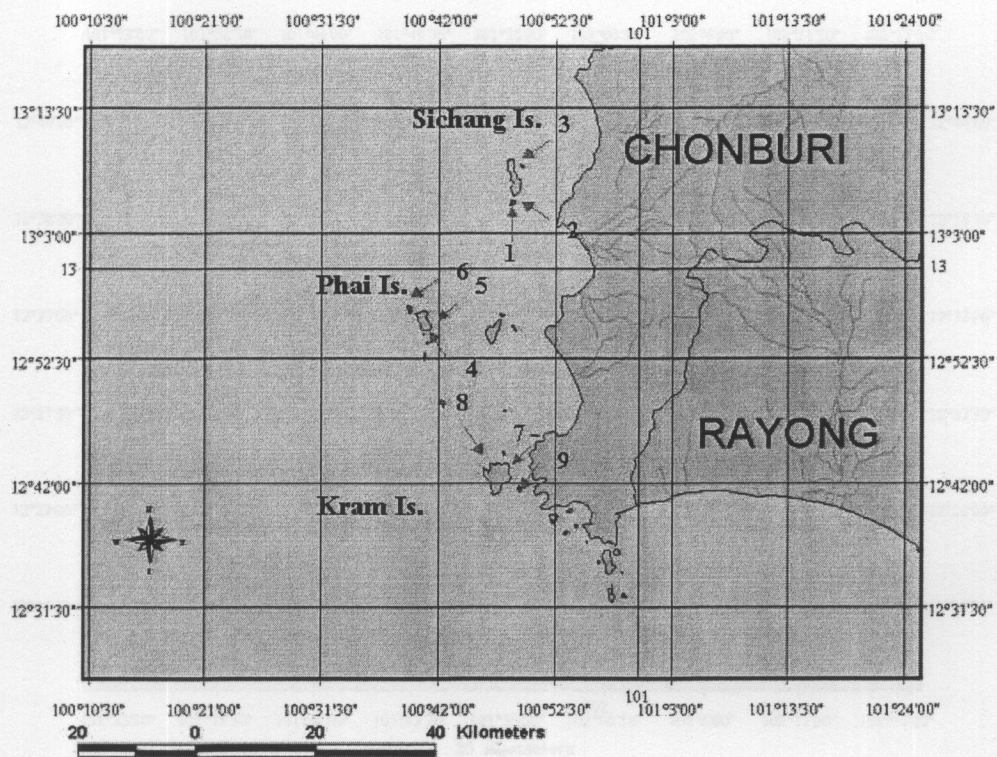 100°10'30" 100°21'00" 100°31'30" 100°42'00" 100°52'30" 101°3'00" 101°13'30" 101°24'00"
101
13°13'30" 13°15'30"
Sichang Is. 3
CHONBURI
13°3'00" 2 13°3'00"
1
13 13
Phai Is. 6 5
12°52'30" 12°52'30"
4
8
7 RAYONG
9
12°42'00" 12°42'00"
Kram Is.
12°31'30" 12°31'30"
101
100°10'30" 100°21'00" 100°31'30" 100°42'00" 100°52'30" 101°3'00" 101°13'30" 101°24'00"
20 0 20 40 Kilometers